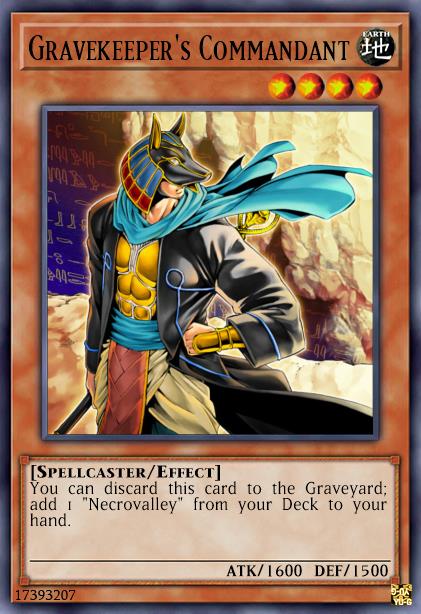 Gravekeeper's Commandant
EARTH
地
[Spellcaster/Effect]
You can discard this card to the Graveyard;
add 1 "Necrovalley" from your Deck to your
hand.
ATK/1600 DEF/1500
17393207